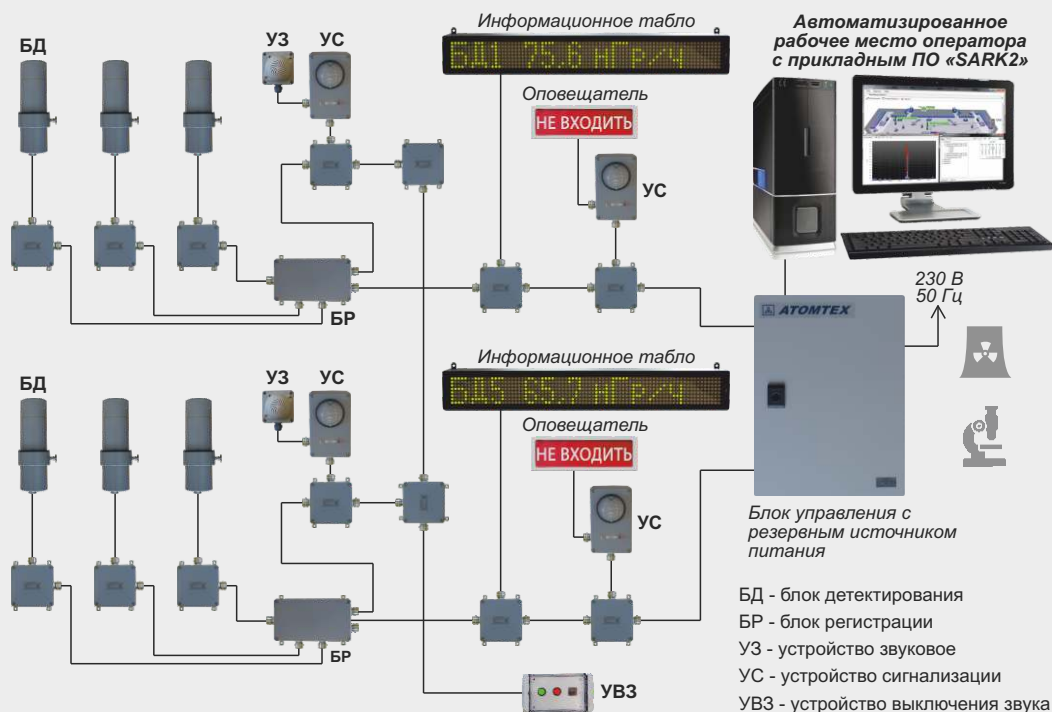 Информационное табло
БД1 75.6 нГр/ч
Автоматизированное
рабочее место оператора
с прикладным ПО «SARK2»
БД
УЗ
УС
Оповещатель
НЕ ВХОДИТЬ
УС
БР
ATOMTEX
230 В
50 Гц
Информационное табло
БД5 65.7 нГр/ч
БД
УЗ
УС
Оповещатель
НЕ ВХОДИТЬ
УС
Блок управления с
резервным источником
питания
БР
УВЗ
БД - блок детектирования
БР - блок регистрации
УЗ - устройство звуковое
УС - устройство сигнализации
УВЗ - устройство выключения звука